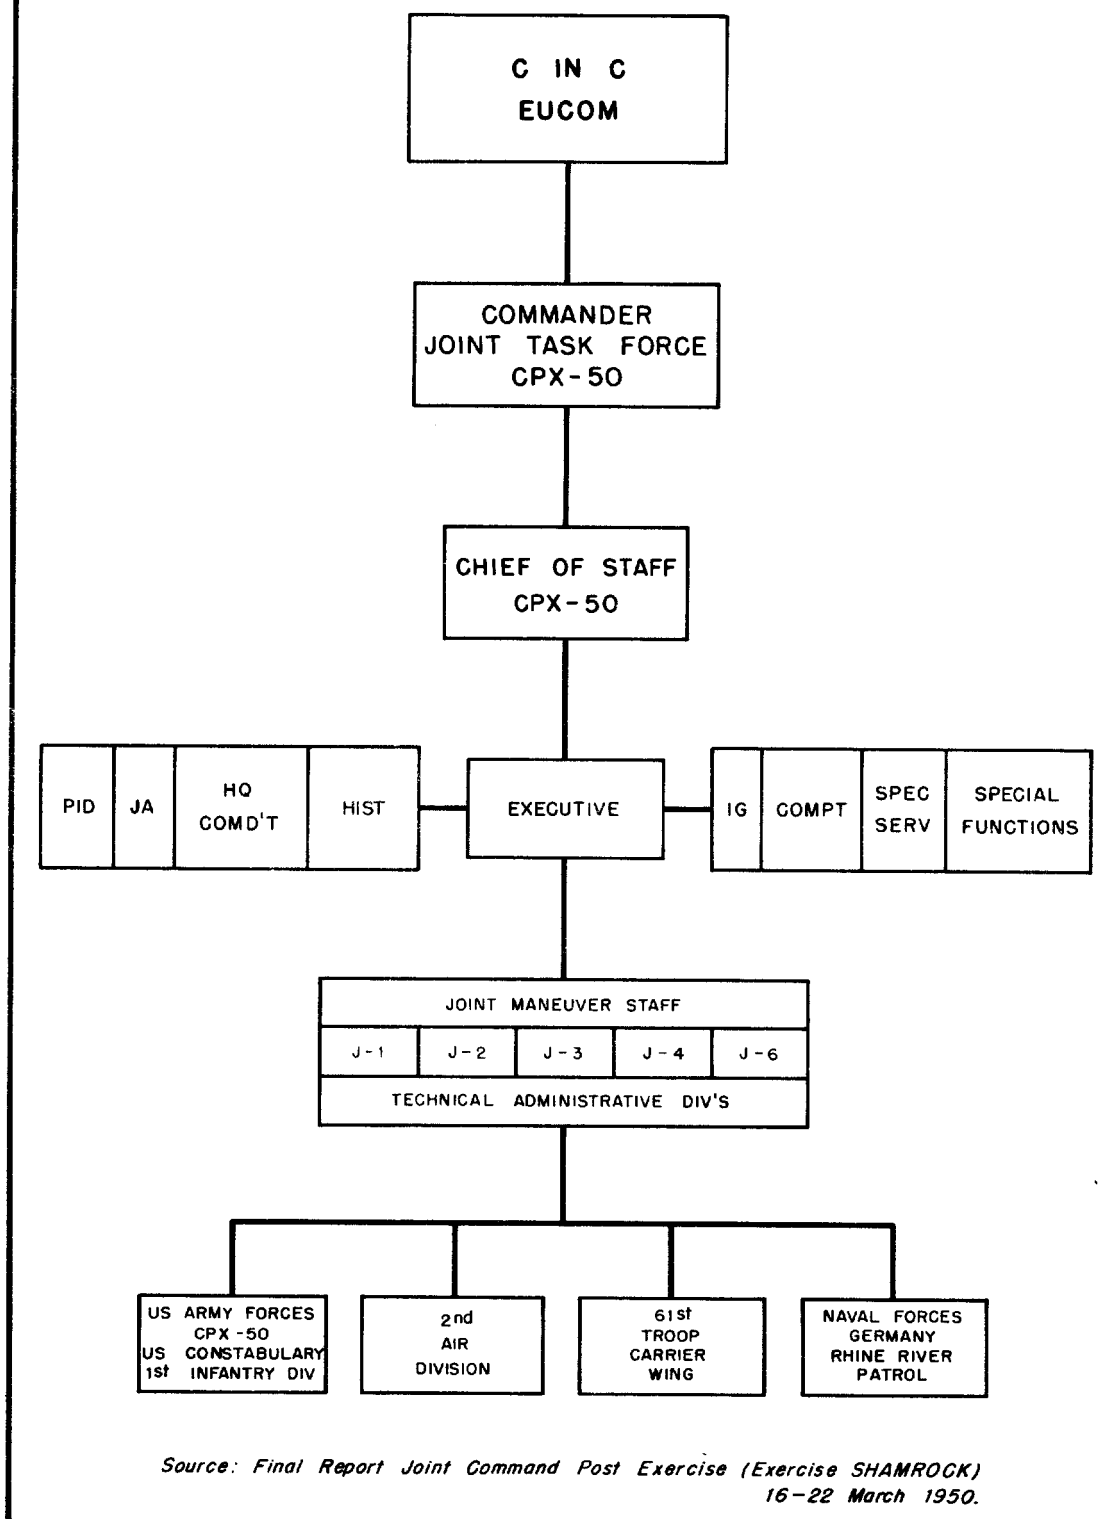 C IN C
EUCOM
COMMANDER
JOINT TASK FORCE
CPX-50
CHIEF OF STAFF
CPX-50
PID
JA
HQ
COMD'T
HIST
EXECUTIVE
IG
COMPT
SPEC
SERV
SPECIAL
FUNCTIONS
JOINT MANEUVER STAFF
J-1 J-2 J-3 J-4 J-6
TECHNICAL ADMINISTRATIVE DIV'S
US ARMY FORCES
CPX-50
US CONSTABULARY
1st INFANTRY DIV
2nd
AIR
DIVISION
61st
TROOP
CARRIER
WING
NAVAL FORCES
GERMANY
RHINE RIVER
PATROL
Source: Final Report Joint Command Post Exercise (Exercise SHAMROCK)
16-22 March 1950.